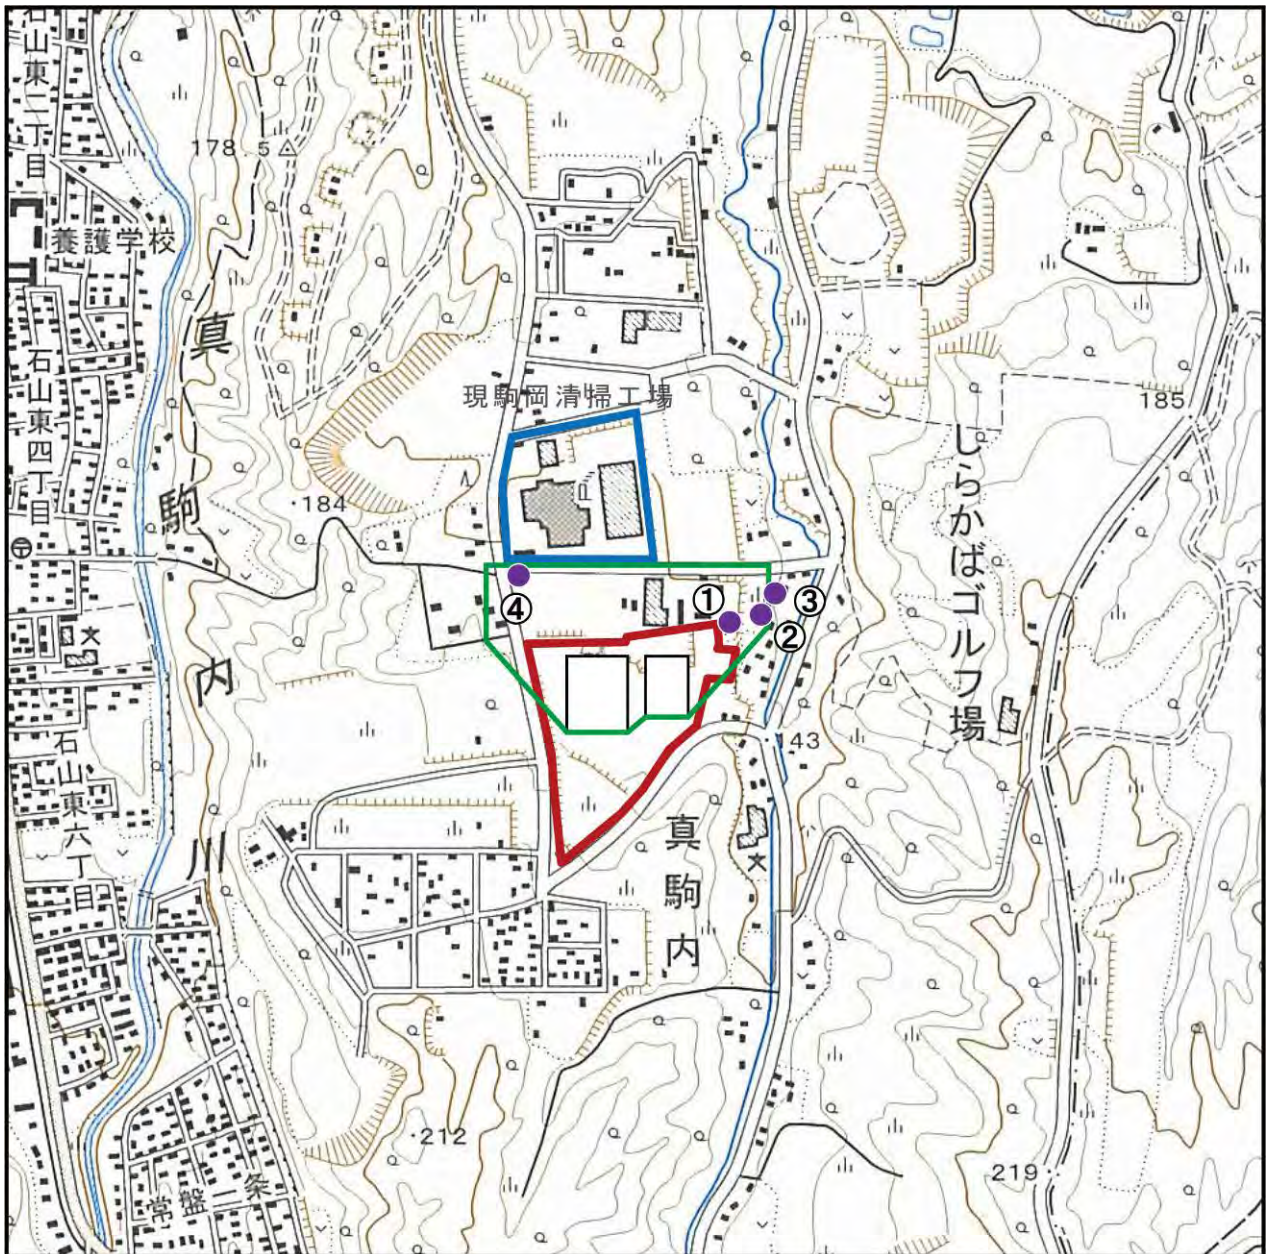 石山東二丁目
178.5
養護学校
石山東四丁目
真駒内川
現駒岡清掃工場
185
184
しらかばゴルフ場
①
②
③
④
43
石山東六丁目
真駒内
212
219
常盤一条